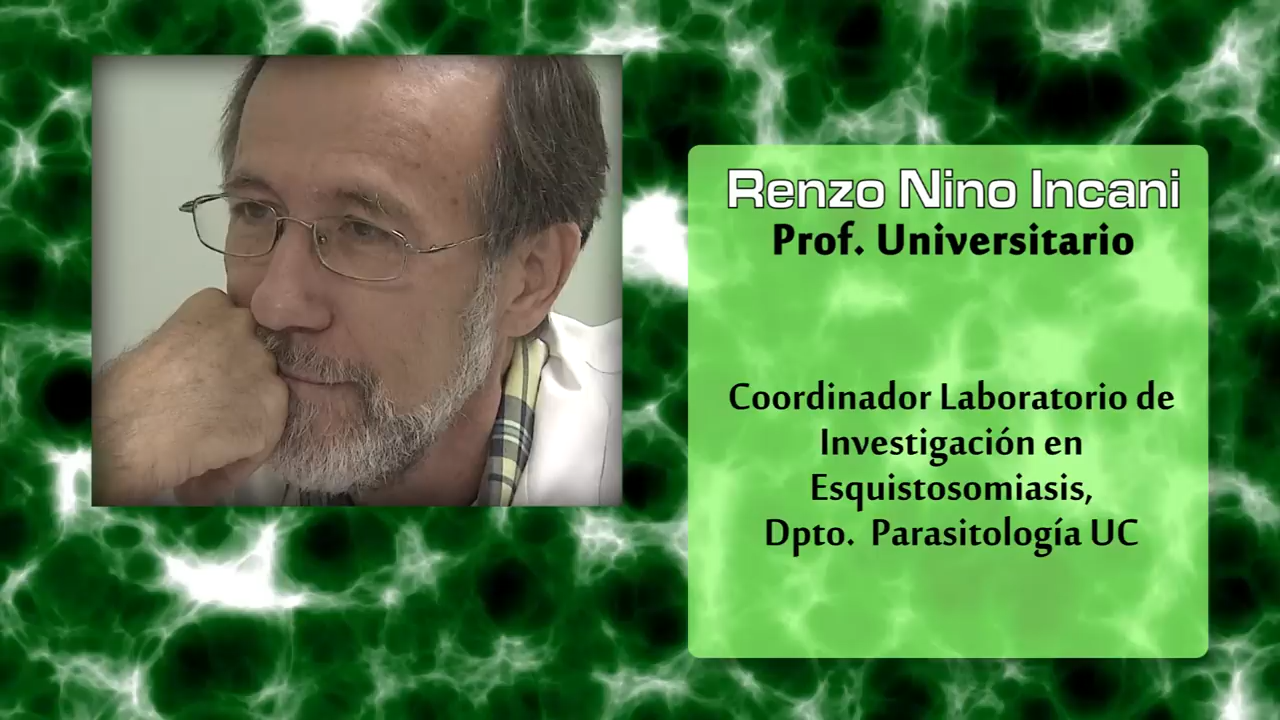 Renzo Nino Incani
Prof. Universitario
Coordinador Laboratorio de
Investigación en
Esquistosomiasis,
Dpto. Parasitología UC